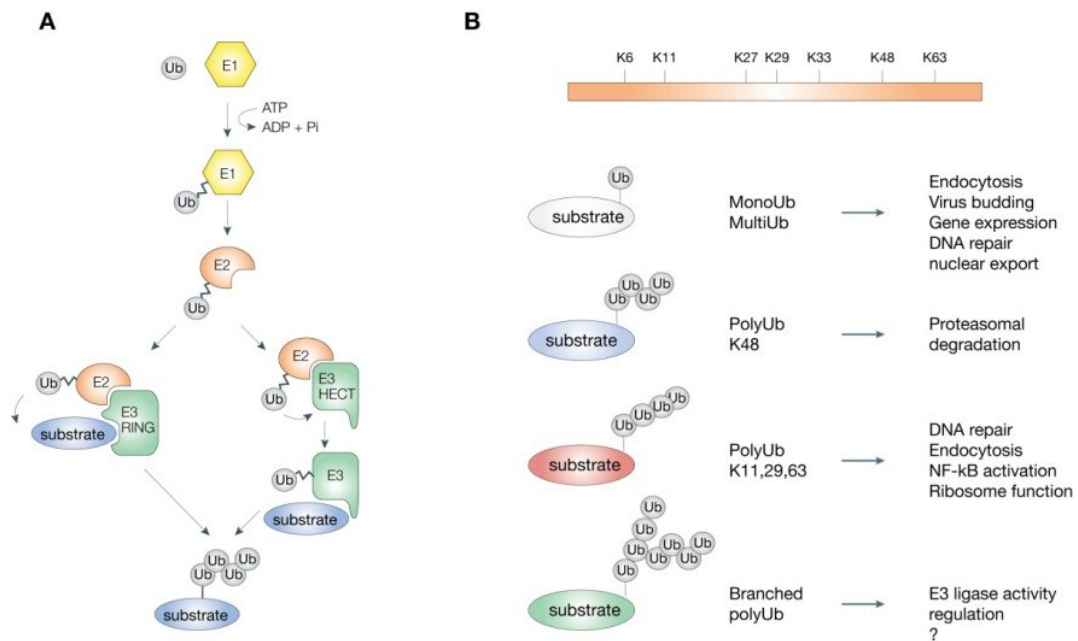 A
Ub
E1
ATP
ADP + Pi
E1
Ub
E2
Ub
Ub
E2
E3
RING
substrate
E2
Ub
E3
HECT
Ub
E3
substrate
Ub
Ub
Ub
Ub
substrate
B
K6 K11 K27 K29 K33 K48 K63
Ub
substrate
MonoUb
MultiUb
Endocytosis
Virus budding
Gene expression
DNA repair
nuclear export
Ub
Ub
Ub
Ub
substrate
PolyUb
K48
Proteasomal
degradation
Ub
Ub
Ub
Ub
substrate
PolyUb
K11,29,63
DNA repair
Endocytosis
NF-kB activation
Ribosome function
Ub
Ub
Ub
Ub
Ub
Ub
Ub
Ub
substrate
Branched
polyUb
E3 ligase activity
regulation
?